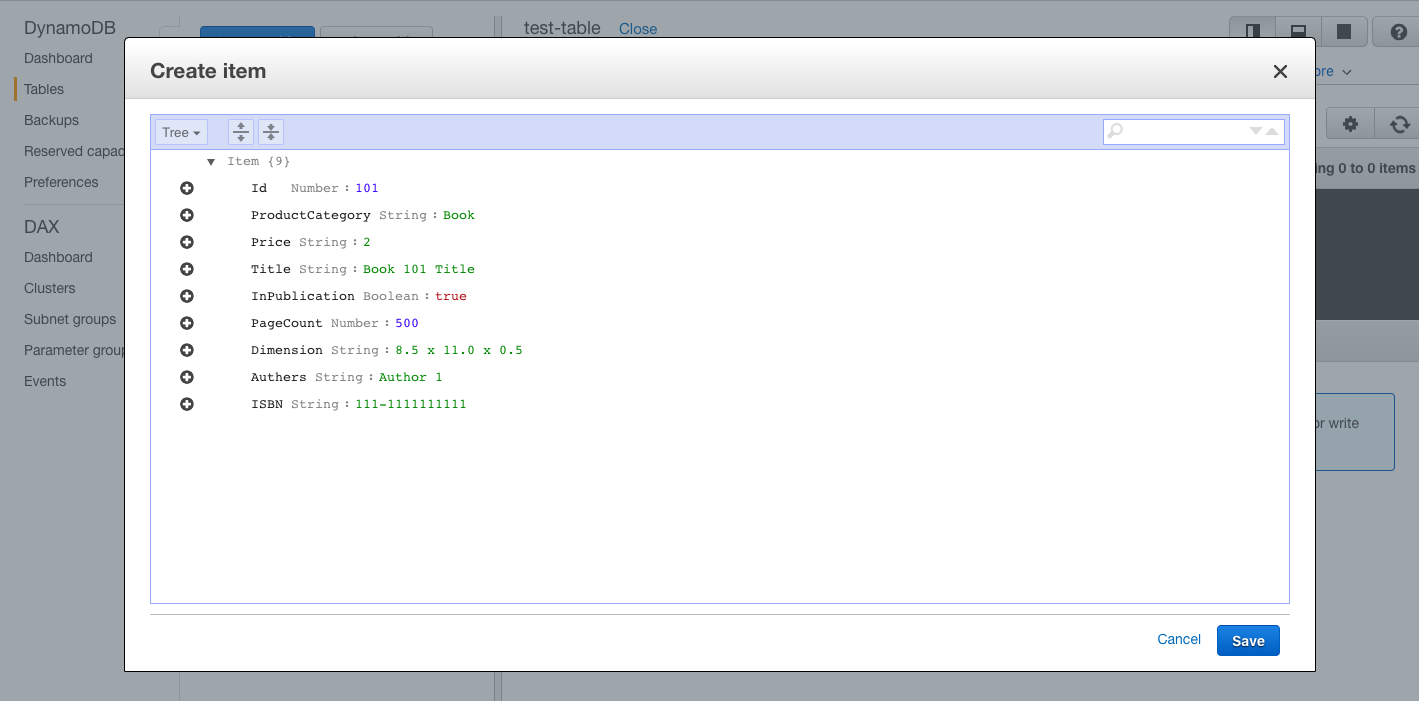 DynamoDB
Dashboard
Tables
Backups
Reserved capac
Preferences
DAX
Dashboard
Clusters
Subnet groups
Parameter group
Events
test-table Close
ore
ing 0 to 0 items
or write
Create item
Tree
Item {9}
Id Number : 101
ProductCategory String : Book
Price String : 2
Title String : Book 101 Title
InPublication Boolean : true
PageCount Number : 500
Dimension String : 8.5 x 11.0 x 0.5
Authers String : Author 1
ISBN String : 111-1111111111
Cancel Save